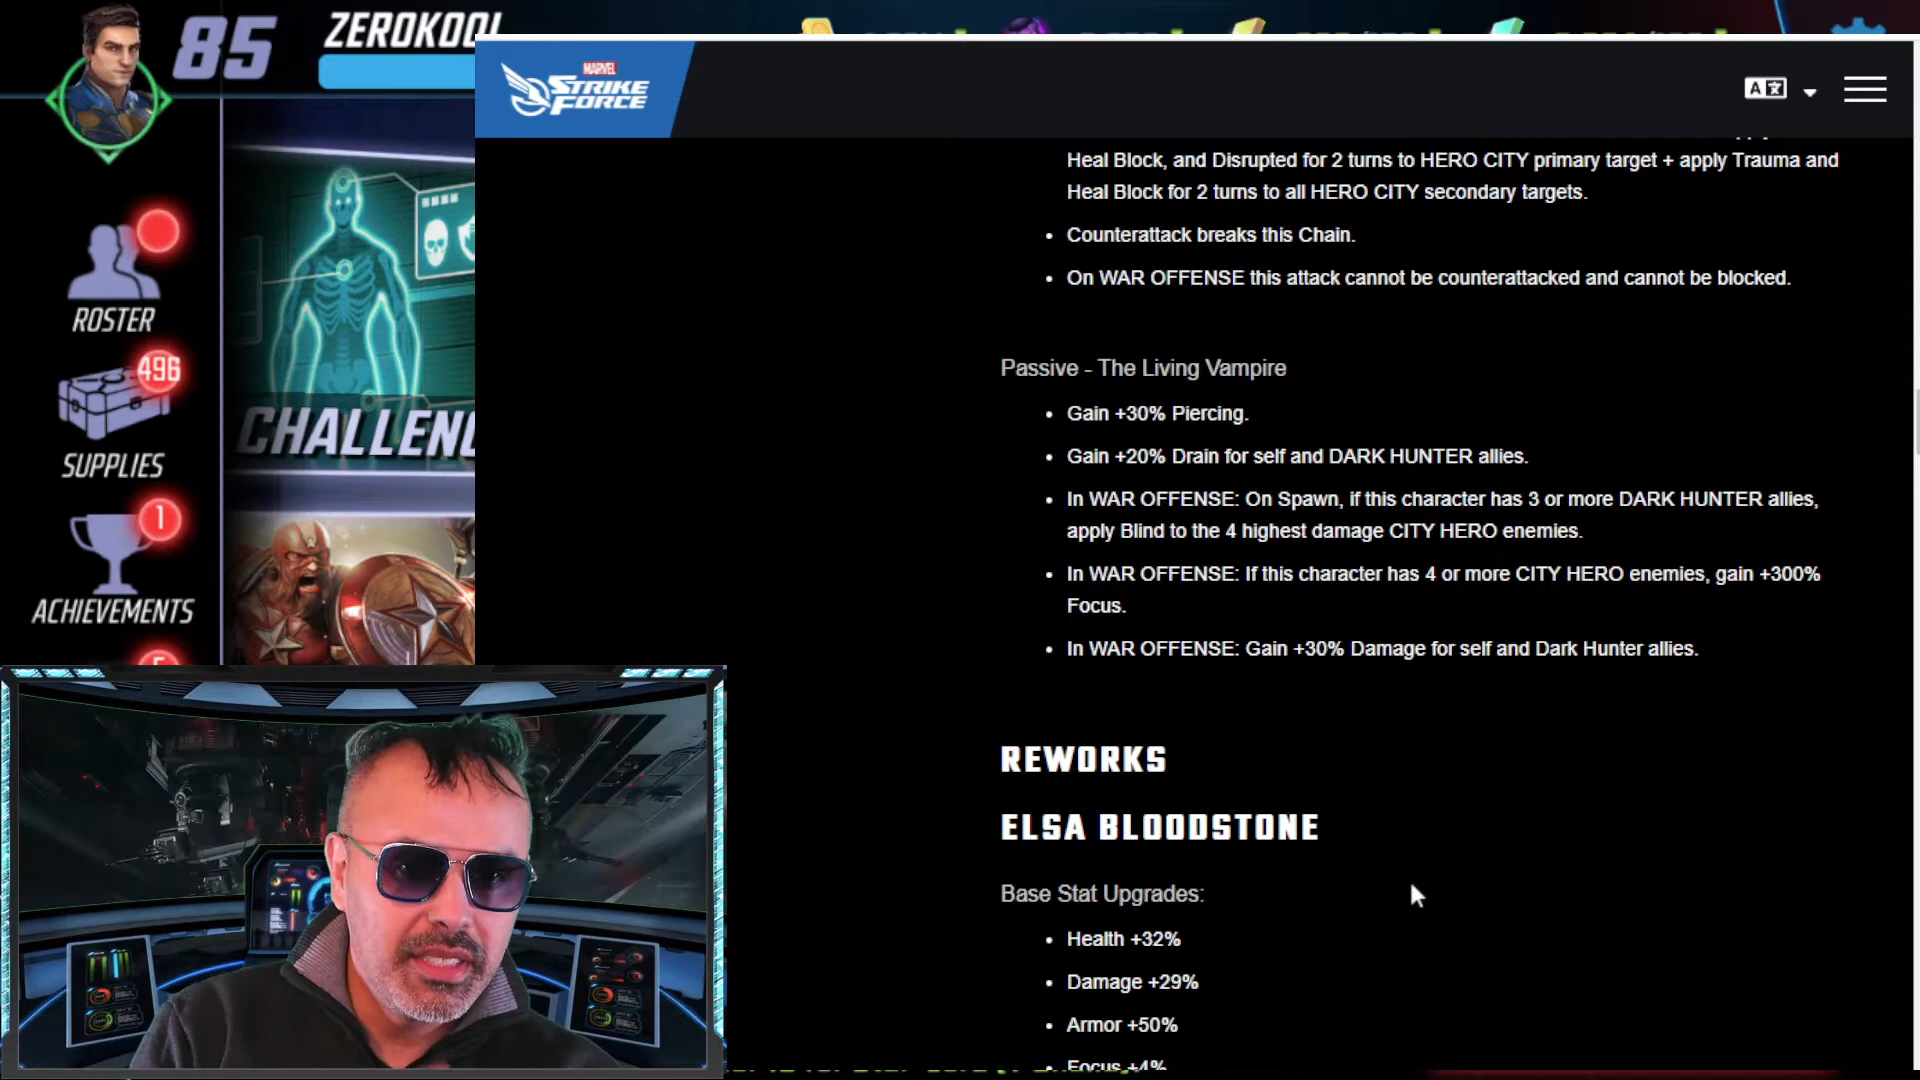 85
ZEROKOOL
MARVEL
STRIKE
FORCE
A
Heal Block, and Disrupted for 2 turns to HERO CITY primary target + apply Trauma and
Heal Block for 2 turns to all HERO CITY secondary targets.
• Counterattack breaks this Chain.
• On WAR OFFENSE this attack cannot be counterattacked and cannot be blocked.
Passive - The Living Vampire
• Gain +30% Piercing.
• Gain +20% Drain for self and DARK HUNTER allies.
• In WAR OFFENSE: On Spawn, if this character has 3 or more DARK HUNTER allies,
apply Blind to the 4 highest damage CITY HERO enemies.
• In WAR OFFENSE: If this character has 4 or more CITY HERO enemies, gain +300%
Focus.
• In WAR OFFENSE: Gain +30% Damage for self and Dark Hunter allies.
REWORKS
ELSA BLOODSTONE
Base Stat Upgrades:
• Health +32%
• Damage +29%
• Armor +50%
• Focus +4%
ROSTER
496
SUPPLIES
1
ACHIEVEMENTS
5
CHALLENG